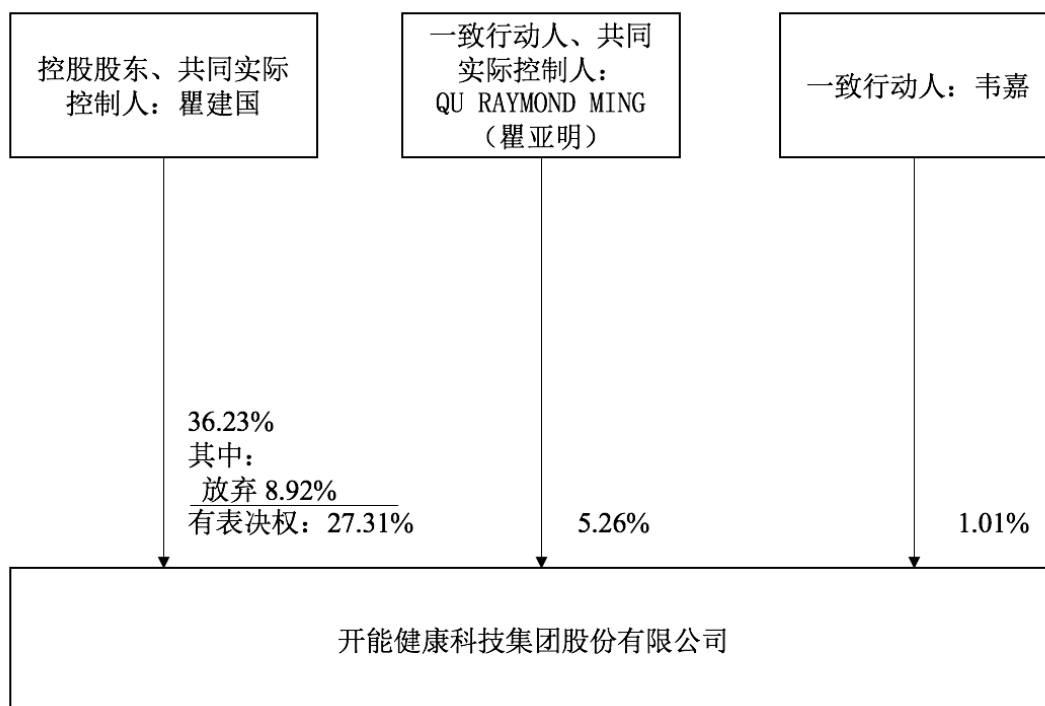 控股股东、共同实际
控制人：瞿建国
一致行动人、共同
实际控制人：
QU RAYMOND MING
（瞿亚明）
一致行动人：韦嘉
36.23%
其中：
放弃 8.92%
有表决权：27.31%
5.26%
1.01%
开能健康科技集团股份有限公司